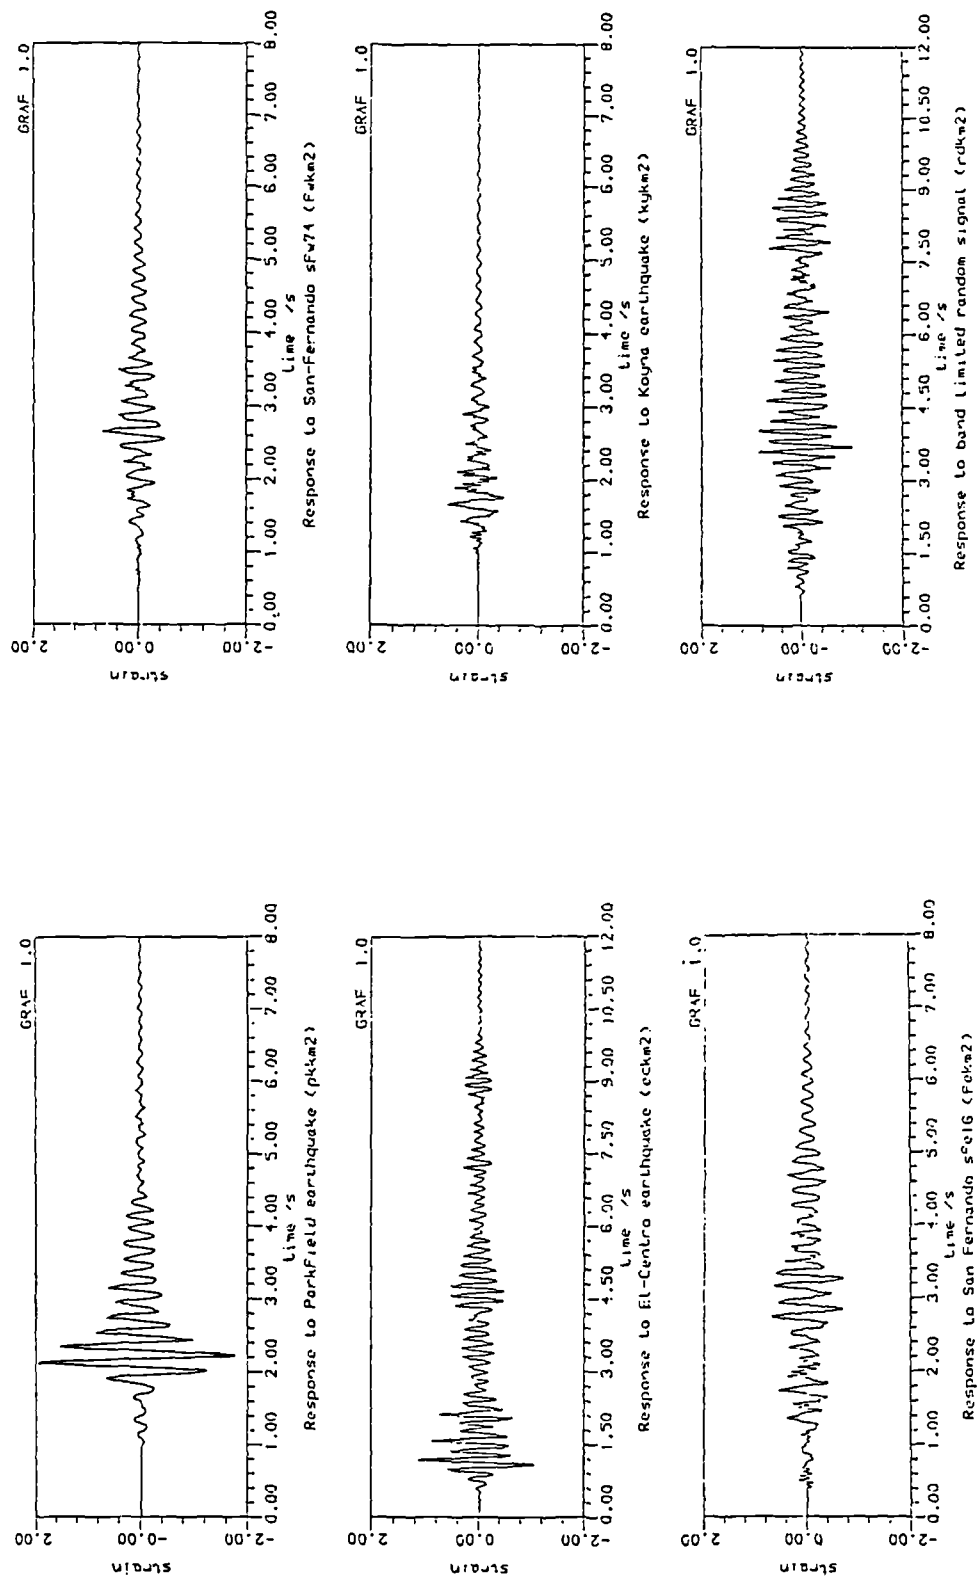 GRAF 1.0
strain
2.00
-0.00
-2.00
0.00 1.00 2.00 3.00 4.00 5.00 6.00 7.00 8.00
time /s
Response to Parkfield earthquake (pkkm2)
GRAF 1.0
strain
2.00
0.00
-2.00
0.00 1.50 3.00 4.50 6.00 7.50 9.00 10.50 12.00
time /s
Response to El-Centro earthquake (eckm2)
GRAF 1.0
strain
2.00
0.00
-2.00
0.00 1.00 2.00 3.00 4.00 5.00 6.00 7.00 8.00
time /s
Response to San Fernando sfe16 (fekm2)
GRAF 1.0
strain
2.00
0.00
-2.00
0.00 1.00 2.00 3.00 4.00 5.00 6.00 7.00 8.00
time /s
Response to San-Fernando sfw74 (fwkm2)
GRAF 1.0
strain
2.00
0.00
-2.00
0.00 1.00 2.00 3.00 4.00 5.00 6.00 7.00 8.00
time /s
Response to Koyna earthquake (kykm2)
GRAF 1.0
strain
2.00
0.00
-2.00
0.00 1.50 3.00 4.50 6.00 7.50 9.00 10.50 12.00
time /s
Response to band limited random signal (rdkm2)